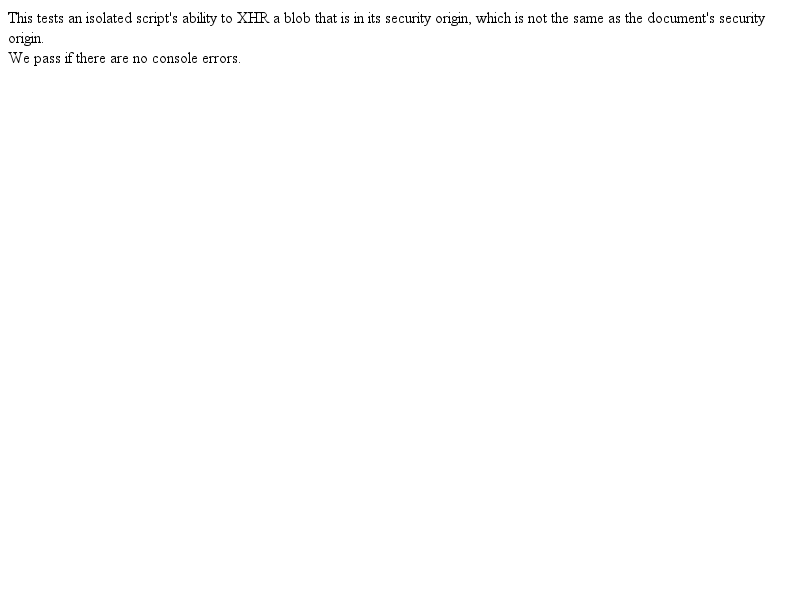 This tests an isolated script's ability to XHR a blob that is in its security origin, which is not the same as the document's security
origin.
We pass if there are no console errors.